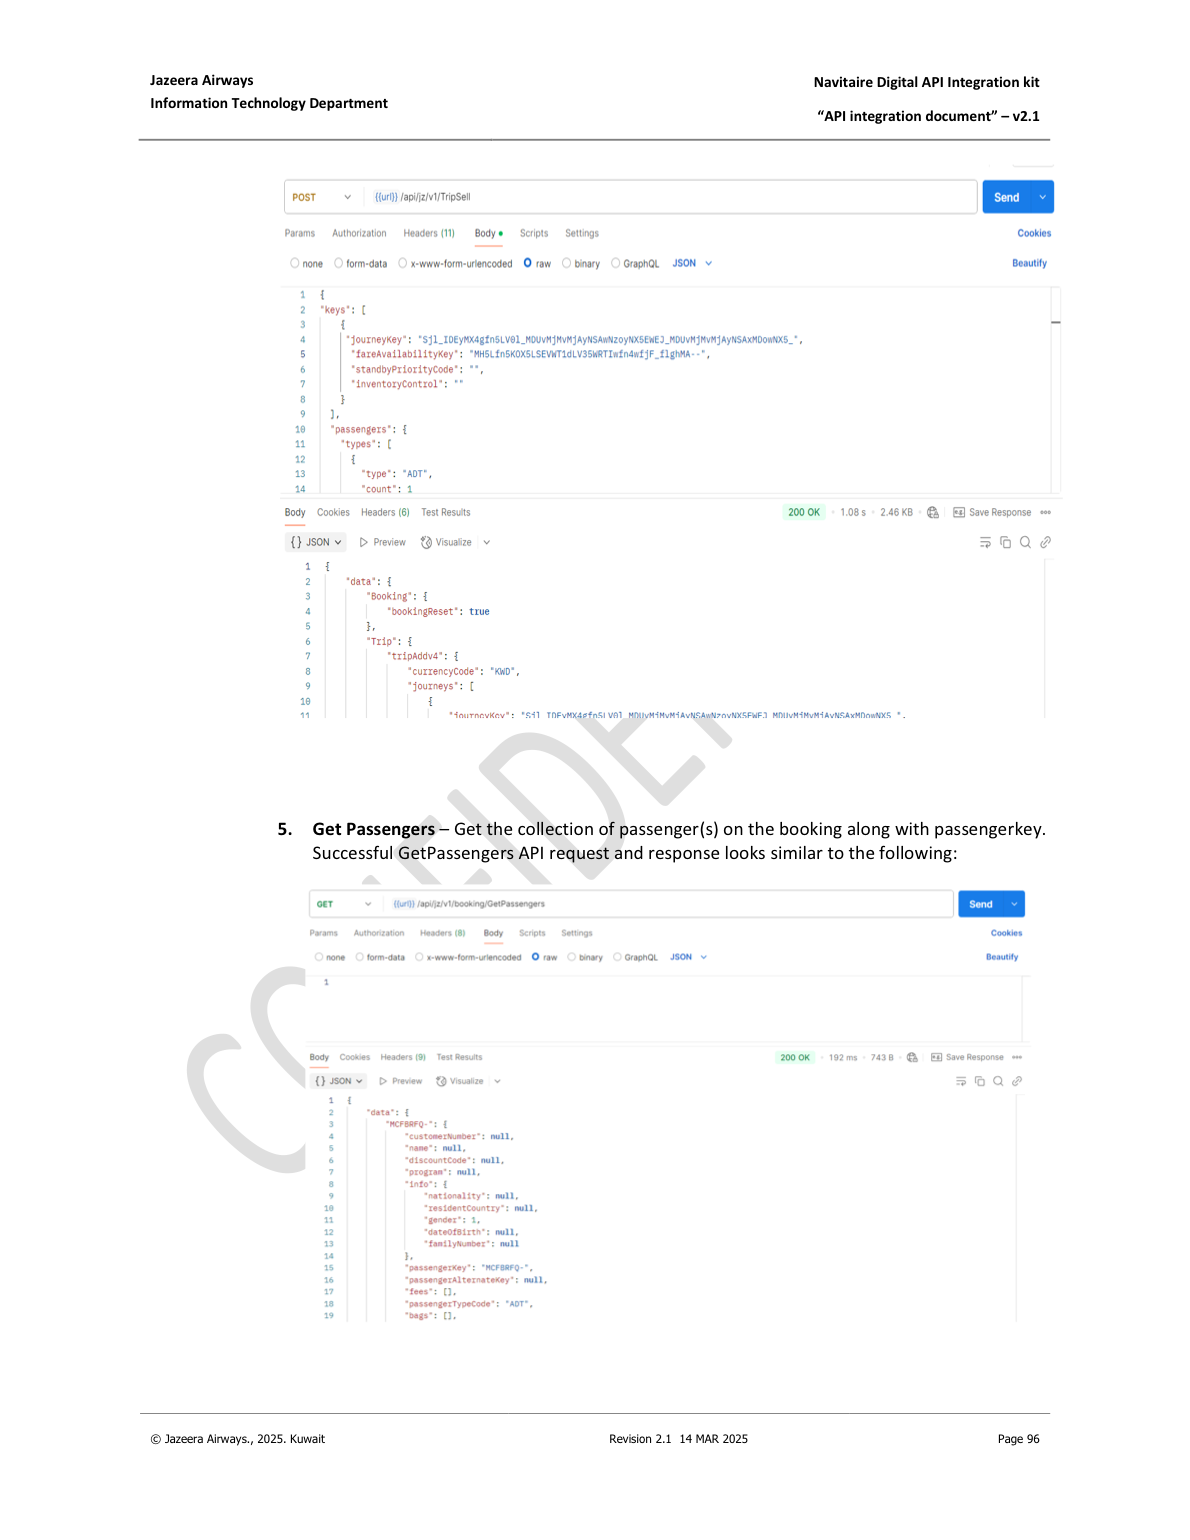 Jazeera Airways
Information Technology Department
Navitaire Digital API Integration kit
“API integration document” – v2.1
POST {{url}} /api/jz/v1/TripSell Send
Params Authorization Headers (11) Body Scripts Settings Cookies
none form-data x-www-form-urlencoded raw binary GraphQL JSON Beautify
1 {
2 "keys": [
3 {
4 "journeyKey": "Sjl_IDEyMX4gfn5LV0l_MDUvMjMvMjAyNSAwNzoyNX5EWEJ_MDUvMjMvMjAyNSAxMDowNX5_",
5 "fareAvailabilityKey": "MH5Lfn5KOX5LSEVWT1dLV35WRTIwfn4wfjF_flghMA--",
6 "standbyPriorityCode": "",
7 "inventoryControl": ""
8 }
9 ],
10 "passengers": {
11 "types": [
12 {
13 "type": "ADT",
14 "count": 1
Body Cookies Headers (6) Test Results 200 OK 1.08 s 2.46 KB Save Response
{} JSON Preview Visualize
1 {
2 "data": {
3 "Booking": {
4 "bookingReset": true
5 },
6 "Trip": {
7 "tripAddv4": {
8 "currencyCode": "KWD",
9 "journeys": [
10 {
11 "journeyKey": "Sjl_IDEyMX4gfn5LV0l_MDUvMjMvMjAyNSAwNzoyNX5EWEJ_MDUvMjMvMjAyNSAxMDowNX5_",
5. Get Passengers – Get the collection of passenger(s) on the booking along with passengerkey.
Successful GetPassengers API request and response looks similar to the following:
GET {{url}} /api/jz/v1/booking/GetPassengers Send
Params Authorization Headers (8) Body Scripts Settings Cookies
none form-data x-www-form-urlencoded raw binary GraphQL JSON Beautify
1
Body Cookies Headers (9) Test Results 200 OK 192 ms 743 B Save Response
{} JSON Preview Visualize
1 {
2 "data": {
3 "MCFBRFQ-": {
4 "customerNumber": null,
5 "name": null,
6 "discountCode": null,
7 "program": null,
8 "info": {
9 "nationality": null,
10 "residentCountry": null,
11 "gender": 1,
12 "dateOfBirth": null,
13 "familyNumber": null
14 },
15 "passengerKey": "MCFBRFQ-",
16 "passengerAlternateKey": null,
17 "fees": [],
18 "passengerTypeCode": "ADT",
19 "bags": [],
© Jazeera Airways., 2025. Kuwait Revision 2.1 14 MAR 2025 Page 96